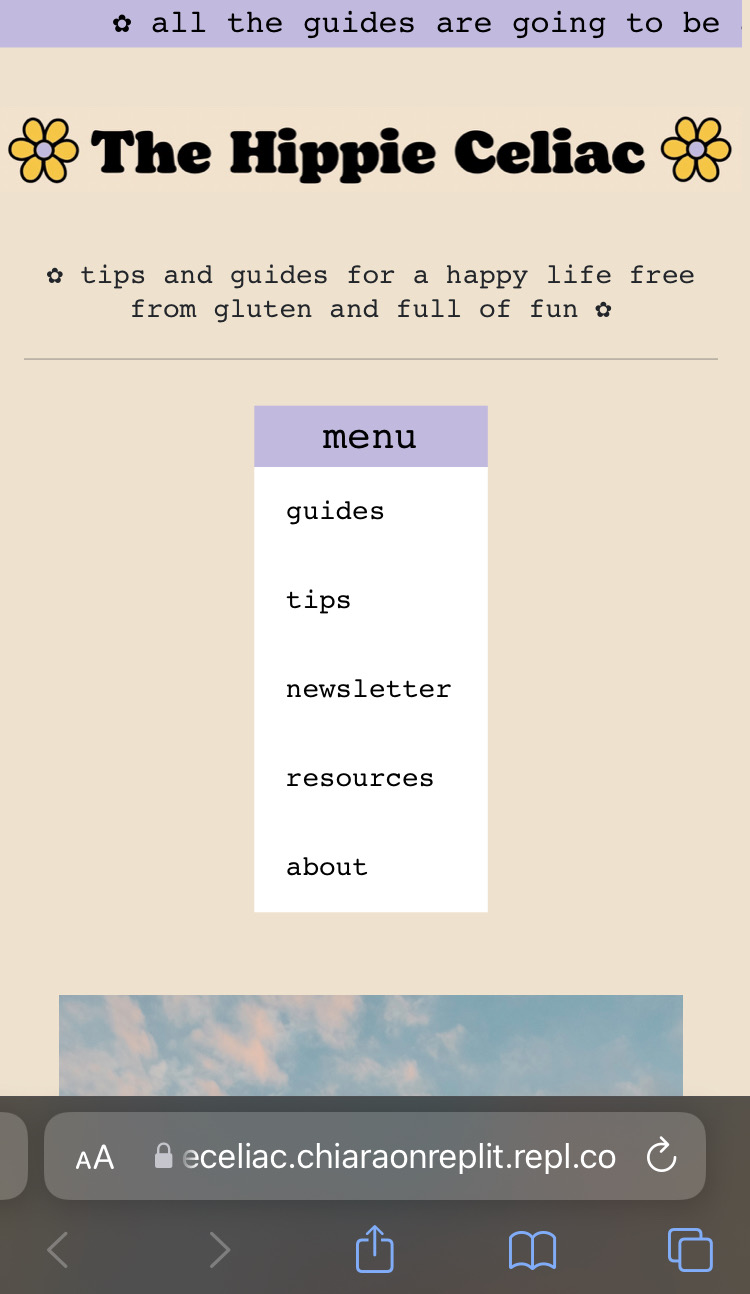 ✿ all the guides are going to be
The Hippie Celiac
✿ tips and guides for a happy life free
from gluten and full of fun ✿
menu
guides
tips
newsletter
resources
about
AA eceliac.chiaraonreplit.repl.co